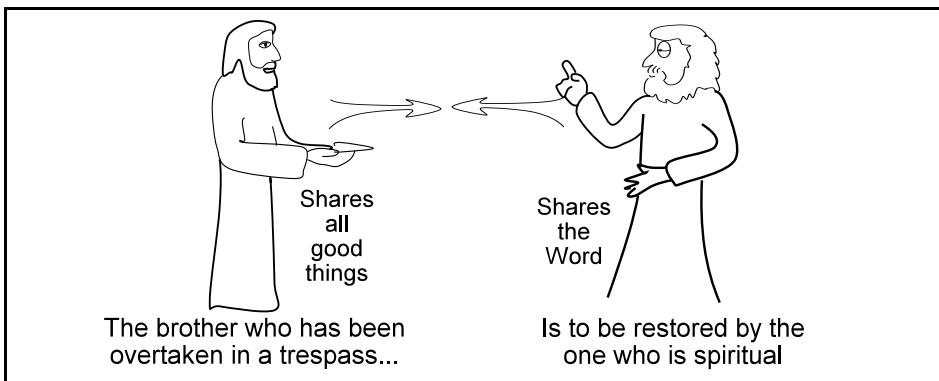 Shares
all
good
things
Shares
the
Word
The brother who has been
overtaken in a trespass...
Is to be restored by the
one who is spiritual